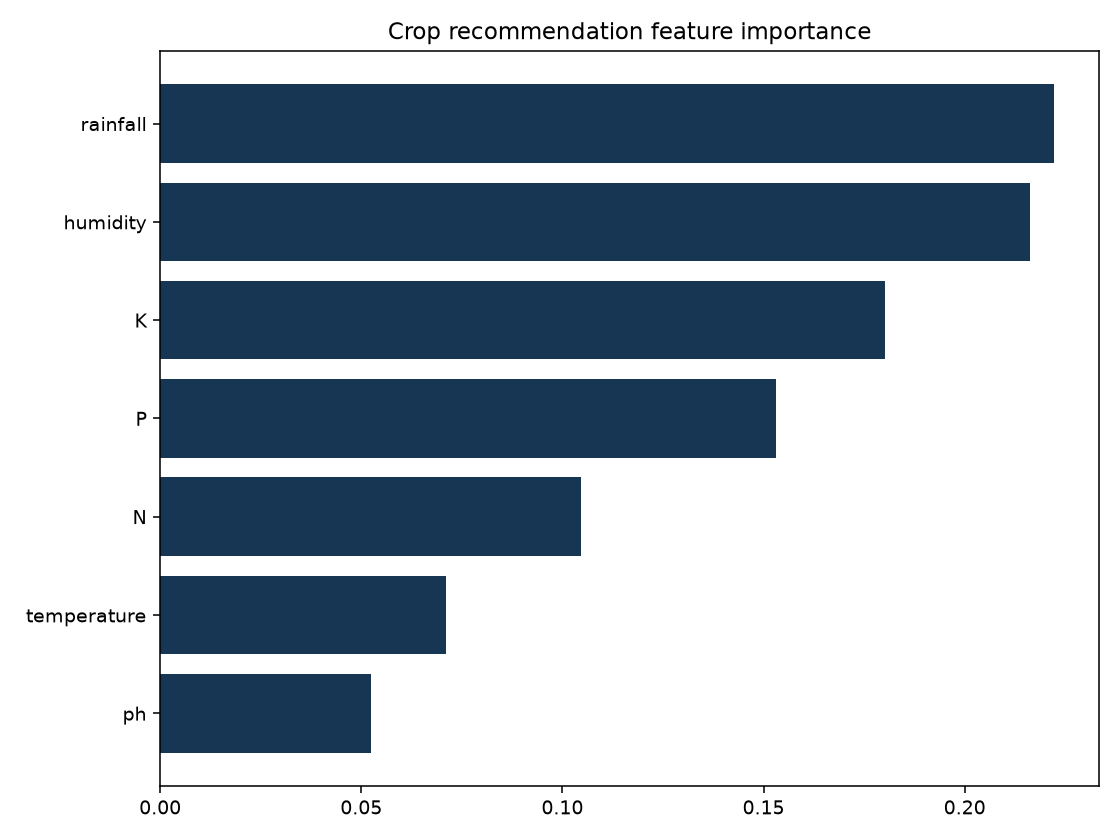 Crop recommendation feature importance
rainfall
humidity
K
P
N
temperature
ph
0.00 0.05 0.10 0.15 0.20